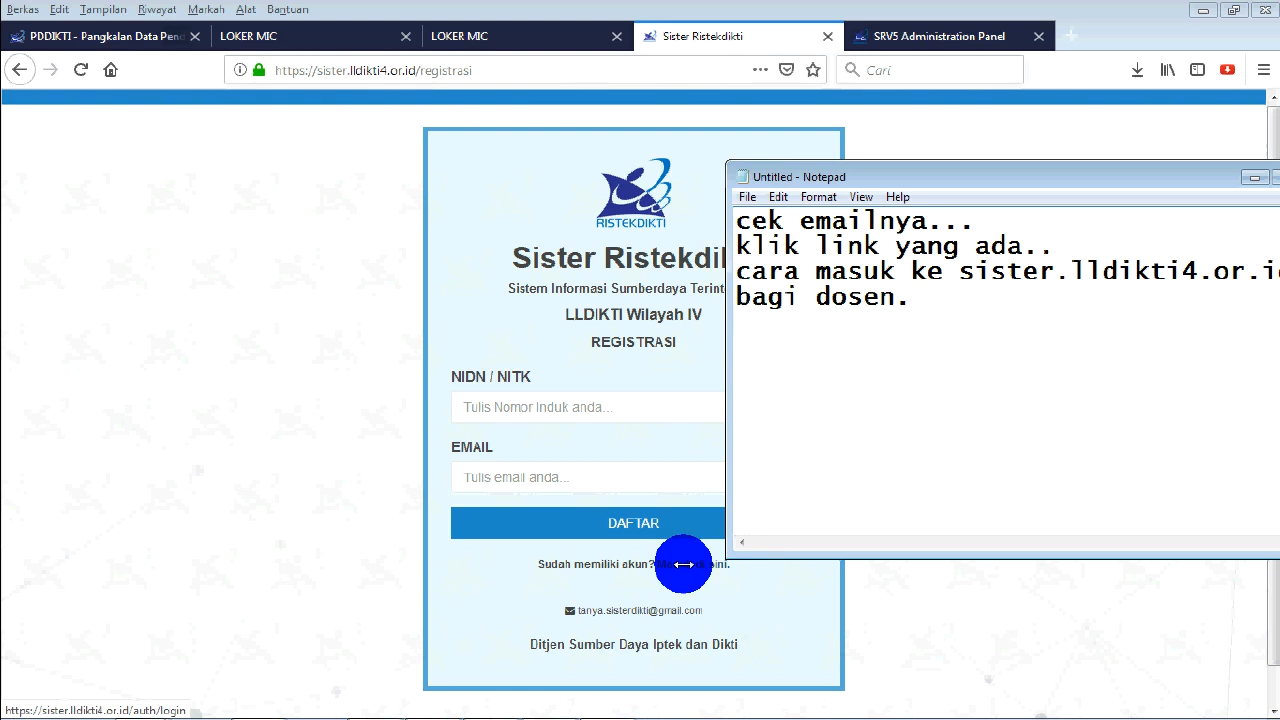 Berkas Edit Tampilan Riwayat Markah Alat Bantuan
PDDIKTI - Pangkalan Data Pend
LOKER MIC
LOKER MIC
Sister Ristekdikti
SRV5 Administration Panel
https://sister.lldikti4.or.id/registrasi
Cari
RISTEKDIKTI
Sister Ristekdik
Sistem Informasi Sumberdaya Terint
LLDIKTI Wilayah IV
REGISTRASI
NIDN / NITK
Tulis Nomor Induk anda...
EMAIL
Tulis email anda...
DAFTAR
Sudah memiliki akun? ini.
tanya.sisterdikti@gmail.com
Ditjen Sumber Daya Iptek dan Dikti
Untitled - Notepad
File Edit Format View Help
cek emailnya...
klik link yang ada..
cara masuk ke sister.lldikti4.or.id
bagi dosen.
https://sister.lldikti4.or.id/auth/login